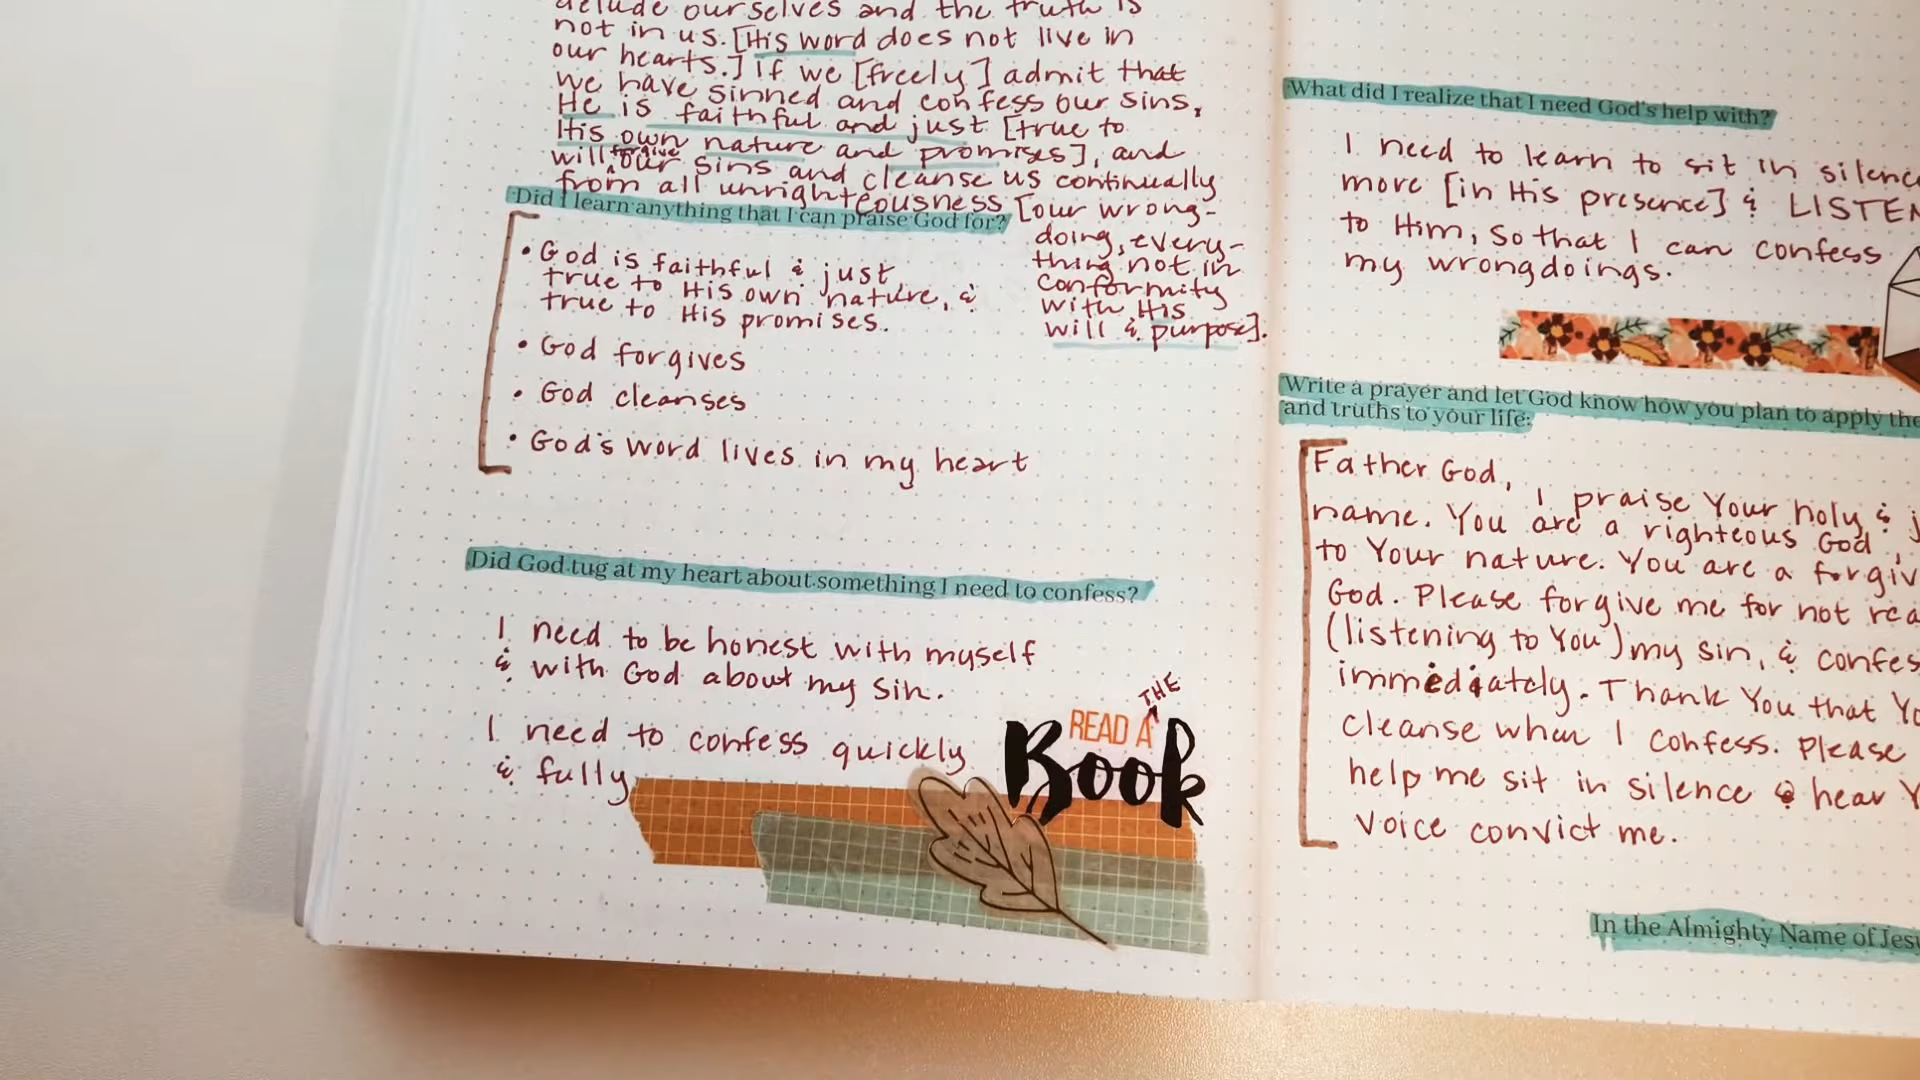 delude ourselves and the truth is
not in us. [His word does not live in
our hearts.] If we [freely] admit that
we have sinned and confess our sins,
He is faithful and just [true to
His own nature and promises], and
will forgive our sins and cleanse us continually
from all unrighteousness [our wrong-
doing, every-
thing not in
conformity
with His
will & purpose].
Did I learn anything that I can praise God for?
• God is faithful & just,
true to His own nature, &
true to His promises.
• God forgives
• God cleanses
• God's word lives in my heart
Did God tug at my heart about something I need to confess?
I need to be honest with myself
& with God about my sin.
I need to confess quickly
& fully
READ A THE
Book
What did I realize that I need God's help with?
I need to learn to sit in silence
more [in His presence] & LISTEN
to Him, so that I can confess
my wrongdoings.
Write a prayer and let God know how you plan to apply the
and truths to your life:
Father God,
I praise Your holy & j
name. You are a righteous God,
to Your nature. You are a forgiv
God. Please forgive me for not rea
(listening to You) my sin, & confes
immediately. Thank You that Yo
cleanse when I confess. Please
help me sit in silence & hear Y
voice convict me.
In the Almighty Name of Jesu